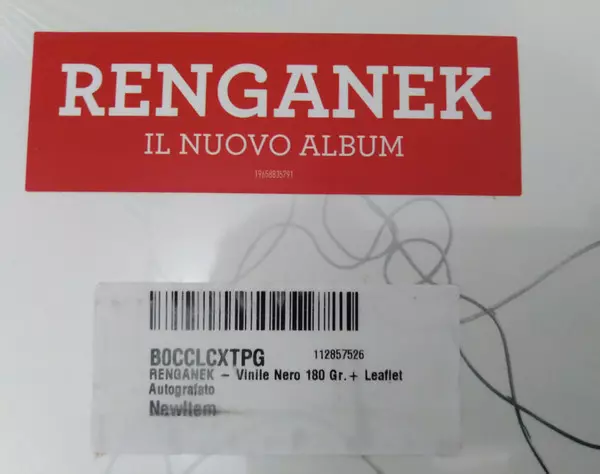 RENGANEK
IL NUOVO ALBUM
19658835791
B0CCLCXTPG 112857526
RENGANEK – Vinile Nero 180 Gr.+ Leaflet
Autografato
NewItem